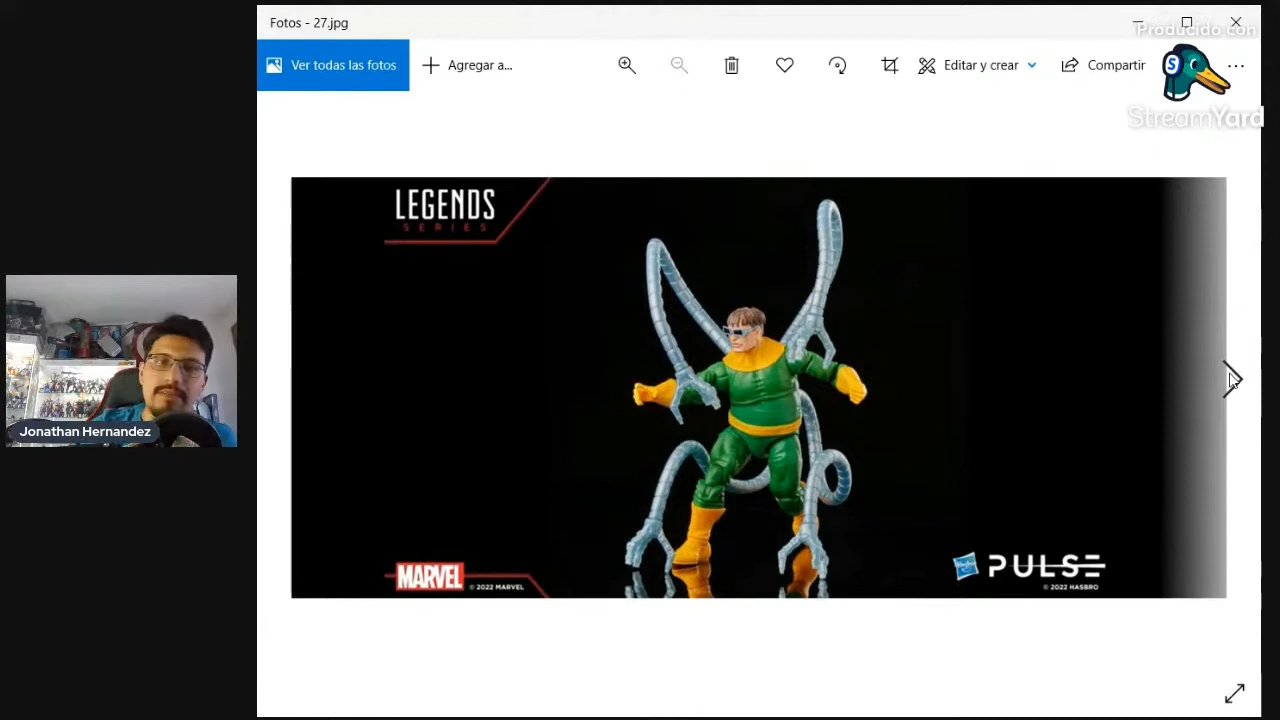 Fotos - 27.jpg
Producido con
Ver todas las fotos
Agregar a...
Editar y crear
Compartir
S
StreamYard
LEGENDS
SERIES
Jonathan Hernandez
MARVEL
© 2022 MARVEL
Hasbro
PULSE
© 2022 HASBRO